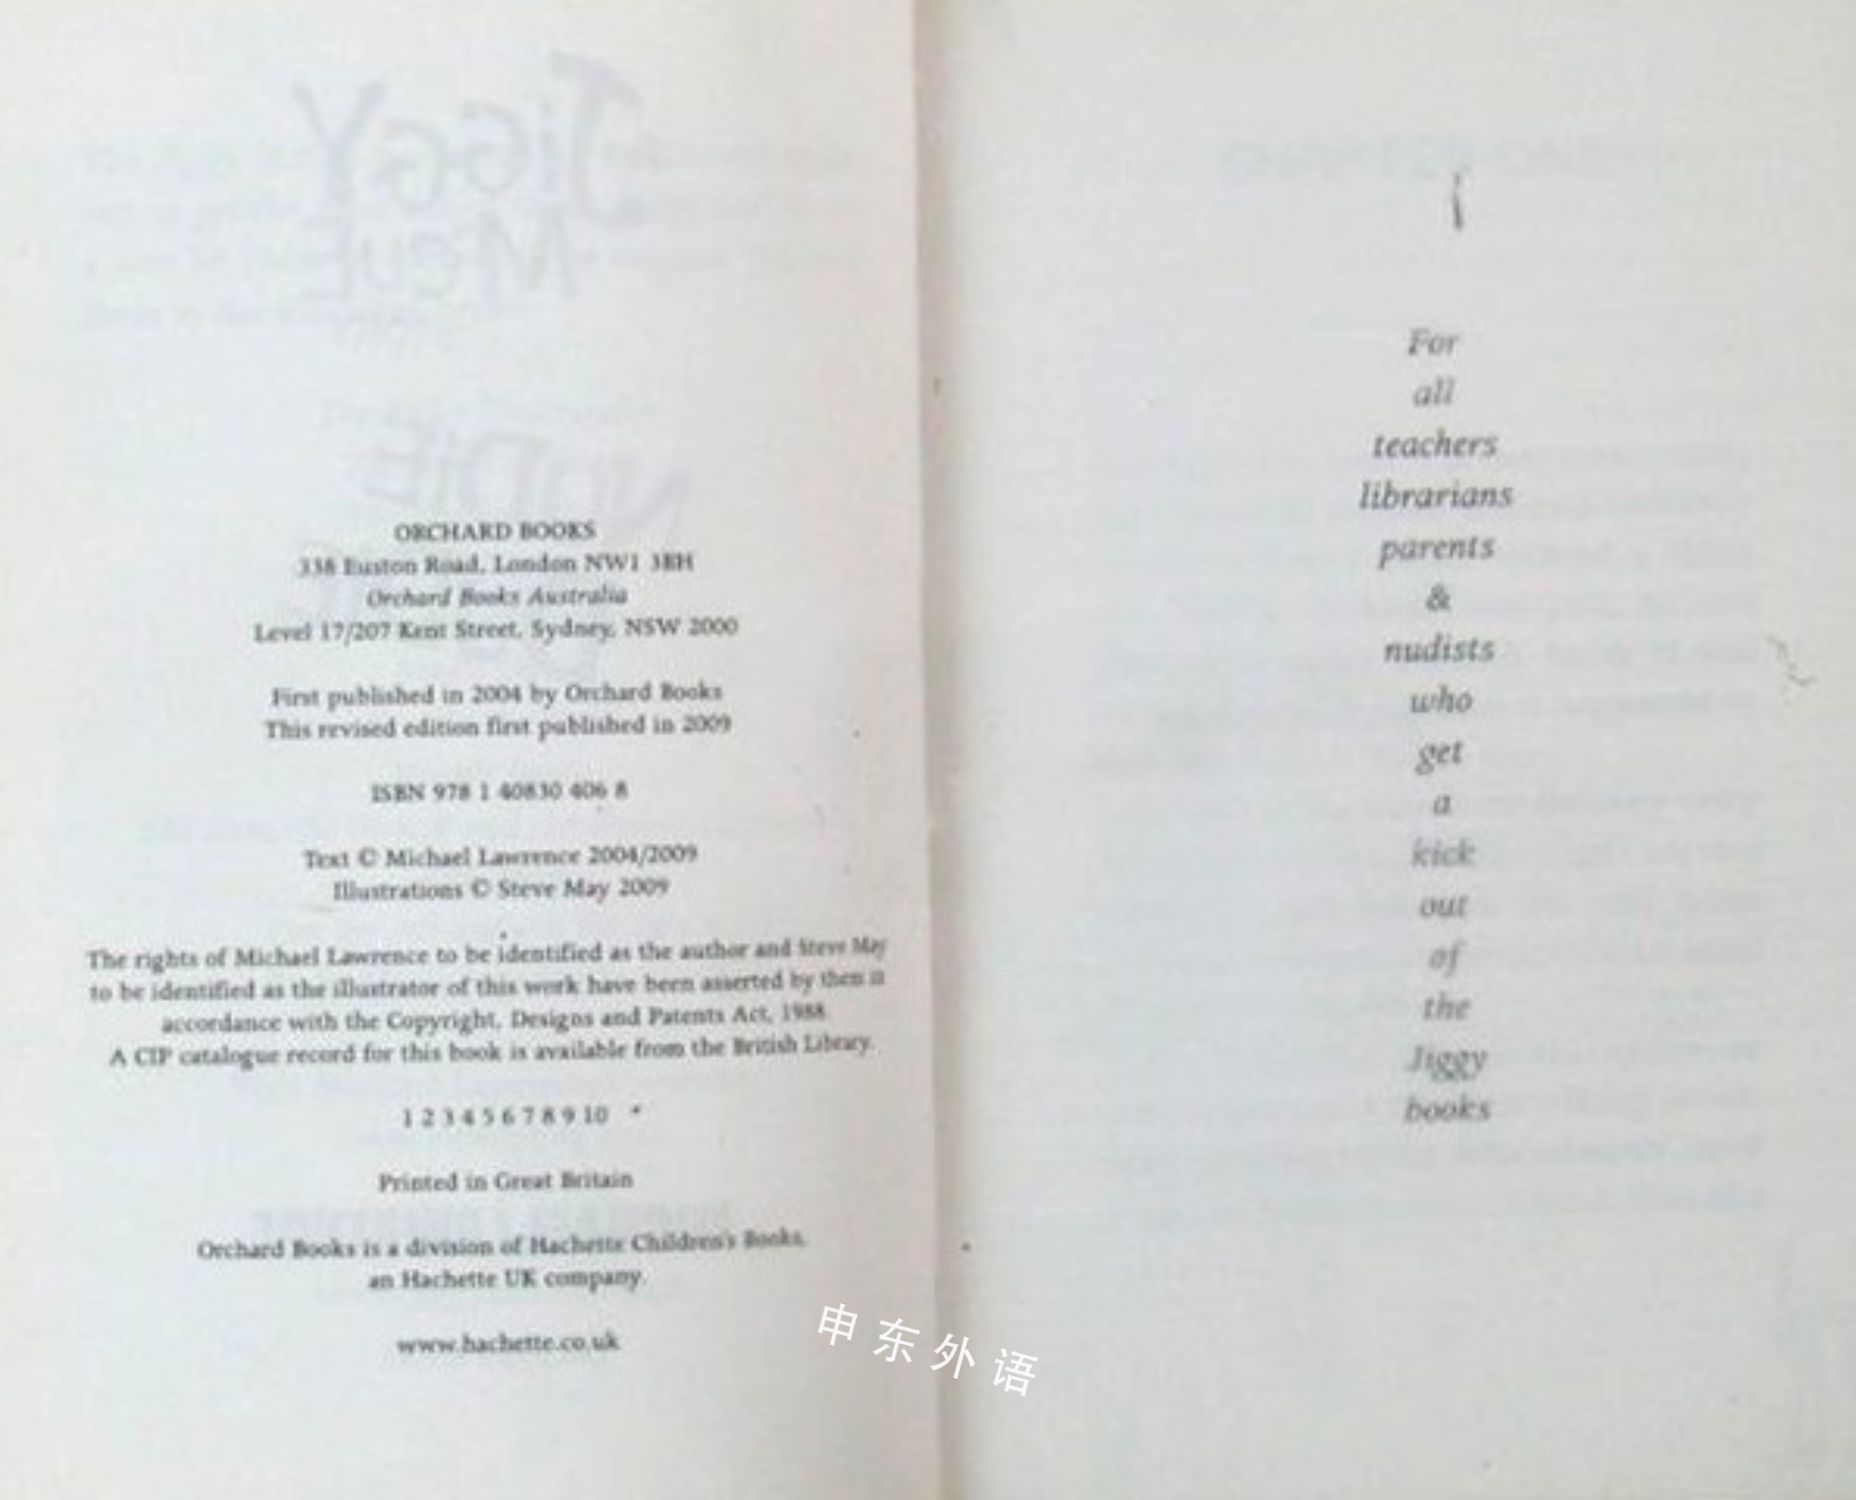 JiGGY
McCUE
NUDiE
ORCHARD BOOKS
338 Euston Road, London NW1 3BH
Orchard Books Australia
Level 17/207 Kent Street, Sydney, NSW 2000
First published in 2004 by Orchard Books
This revised edition first published in 2009
ISBN 978 1 40830 406 8
Text © Michael Lawrence 2004/2009
Illustrations © Steve May 2009
The rights of Michael Lawrence to be identified as the author and Steve May
to be identified as the illustrator of this work have been asserted by them in
accordance with the Copyright, Designs and Patents Act, 1988.
A CIP catalogue record for this book is available from the British Library.
1 2 3 4 5 6 7 8 9 10
Printed in Great Britain
Orchard Books is a division of Hachette Children's Books,
an Hachette UK company.
www.hachette.co.uk
For
all
teachers
librarians
parents
&
nudists
who
get
a
kick
out
of
the
Jiggy
books
申东外语